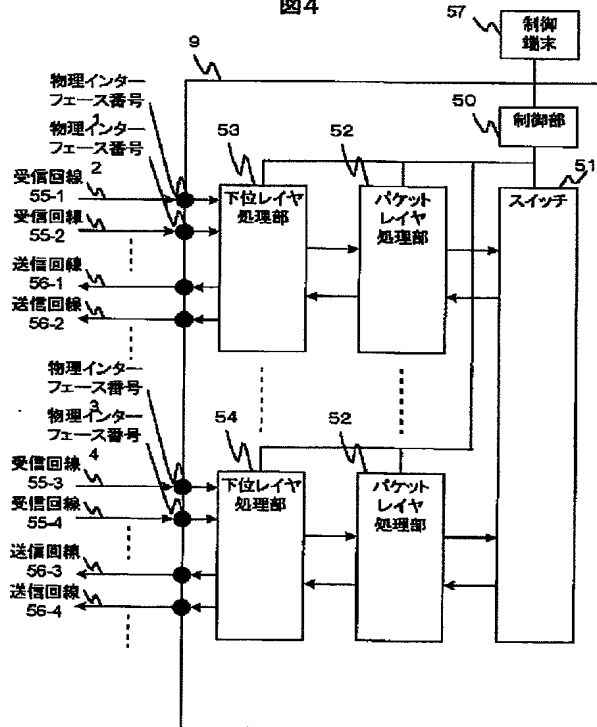 図4
57
制御
端末
9
50
制御部
物理インター
フェース番号
1
物理インター
フェース番号
2
53
52
51
受信回線
55-1
受信回線
55-2
下位レイヤ
処理部
パケット
レイヤ
処理部
スイッチ
送信回線
56-1
送信回線
56-2
物理インター
フェース番号
3
物理インター
フェース番号
4
54
52
受信回線
55-3
受信回線
55-4
下位レイヤ
処理部
パケット
レイヤ
処理部
送信回線
56-3
送信回線
56-4